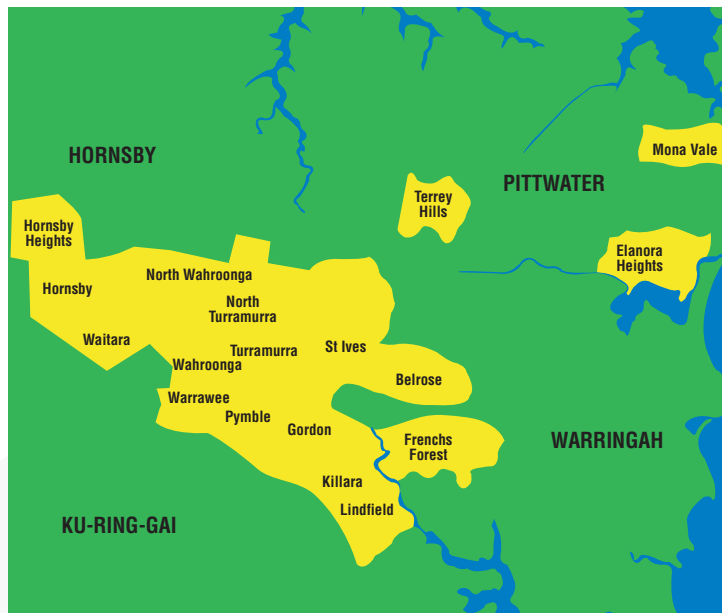 HORNSBY
Mona Vale
PITTWATER
Terrey
Hills
Hornsby
Heights
Elanora
Heights
North Wahroonga
Hornsby
North
Turramurra
Waitara
Turramurra
St Ives
Wahroonga
Belrose
Warrawee
Pymble
Gordon
Frenchs
Forest
WARRINGAH
Killara
Lindfield
KU-RING-GAI